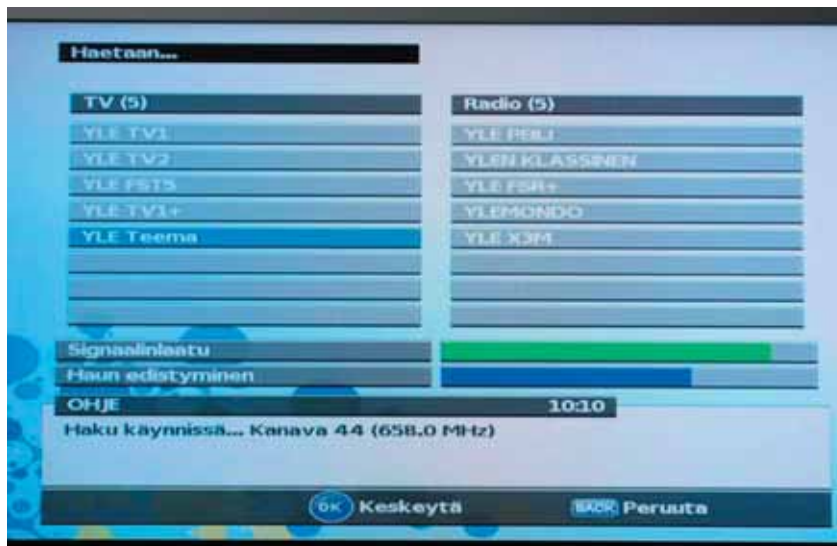 Haetaan...
TV (5)
YLE TV1
YLE TV2
YLE FST5
YLE TV1+
YLE Teema
Radio (5)
YLE PEILI
YLEN KLASSINEN
YLE FSR+
YLEMONDO
YLE X3M
Signaalinlaatu
Haun edistyminen
OHJE 10:10
Haku käynnissä... Kanava 44 (658.0 MHz)
OK Keskeytä BACK Peruuta